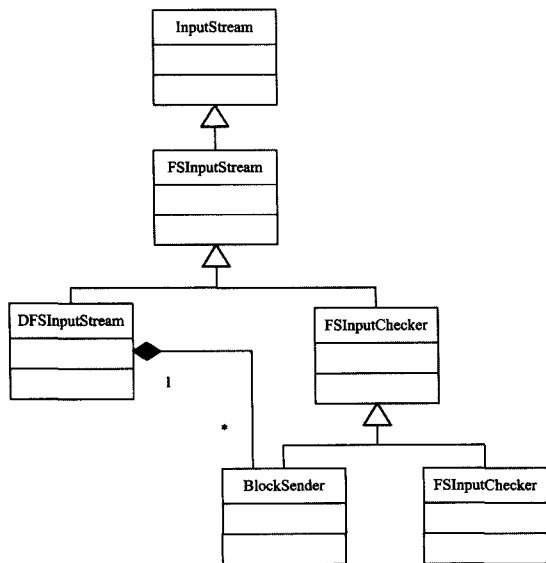 InputStream
FSInputStream
DFSInputStream
FSInputChecker
1
*
BlockSender
FSInputChecker